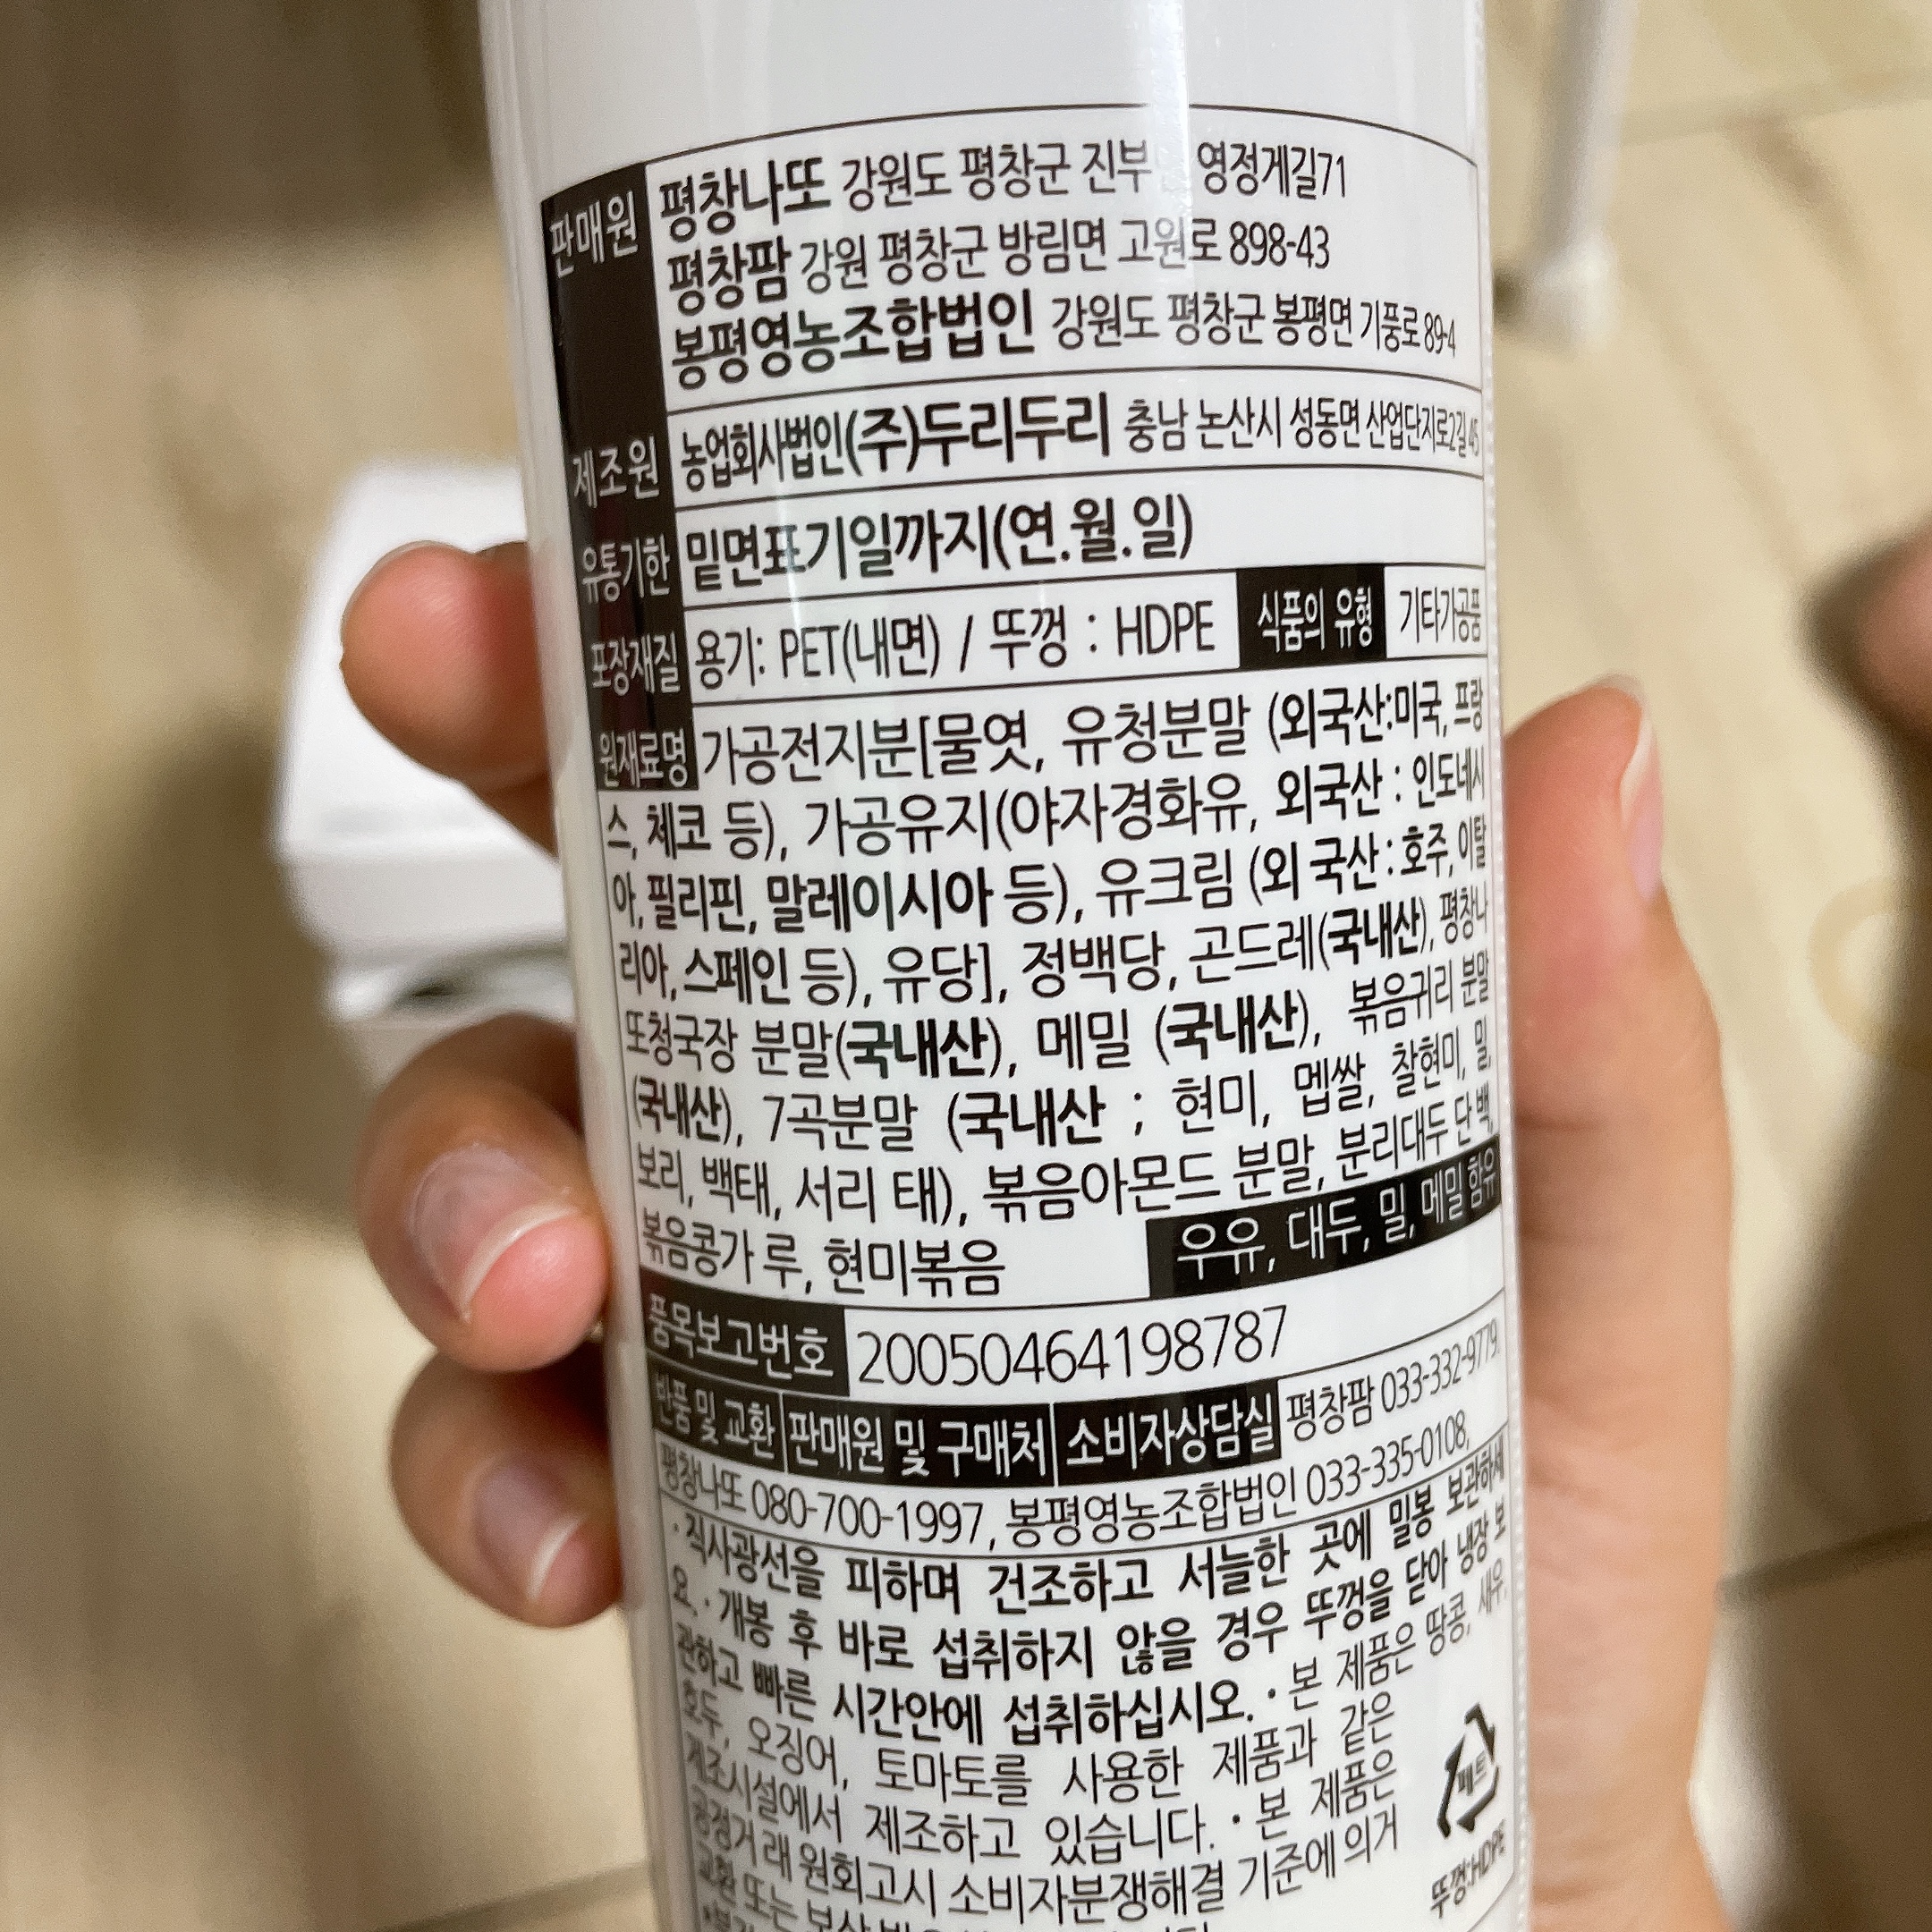 판매원 평창나또 강원도 평창군 진부 영정게길71
평창팜 강원 평창군 방림면 고원로 898-43
봉평영농조합법인 강원도 평창군 봉평면 기풍로 89-4
제조원 농업회사법인(주)두리두리 충남 논산시 성동면 산업단지로2길 45
유통기한 밑면표기일까지(연.월.일)
포장재질 용기: PET(내면) / 뚜껑 : HDPE 식품의 유형 기타가공품
원재료명 가공전지분[물엿, 유청분말 (외국산:미국, 프랑
스, 체코 등), 가공유지(야자경화유, 외국산 : 인도네시
아, 필리핀, 말레이시아 등), 유크림 (외 국산 : 호주, 이탈
리아, 스페인 등), 유당], 정백당, 곤드레(국내산), 평창나
또청국장 분말(국내산), 메밀 (국내산), 볶음귀리 분말
(국내산), 7곡분말 (국내산 ; 현미, 멥쌀, 찰현미, 밀,
보리, 백태, 서리 태), 볶음아몬드 분말, 분리대두 단백,
볶음콩가 루, 현미볶음 우유, 대두, 밀, 메밀 함유
품목보고번호 20050464198787
반품 및 교환 판매원 및 구매처 소비자상담실 평창팜 033-332-9779,
평창나또 080-700-1997, 봉평영농조합법인 033-335-0108,
· 직사광선을 피하며 건조하고 서늘한 곳에 밀봉 보관하세
요. · 개봉 후 바로 섭취하지 않을 경우 뚜껑을 닫아 냉장 보
관하고 빠른 시간안에 섭취하십시오. · 본 제품은 땅콩, 새우,
호두, 오징어, 토마토를 사용한 제품과 같은
제조시설에서 제조하고 있습니다. · 본 제품은
공정거 래 원회고시 소비자분쟁해결 기준에 의거
교환 또는 보상
페트
뚜껑:HDPE